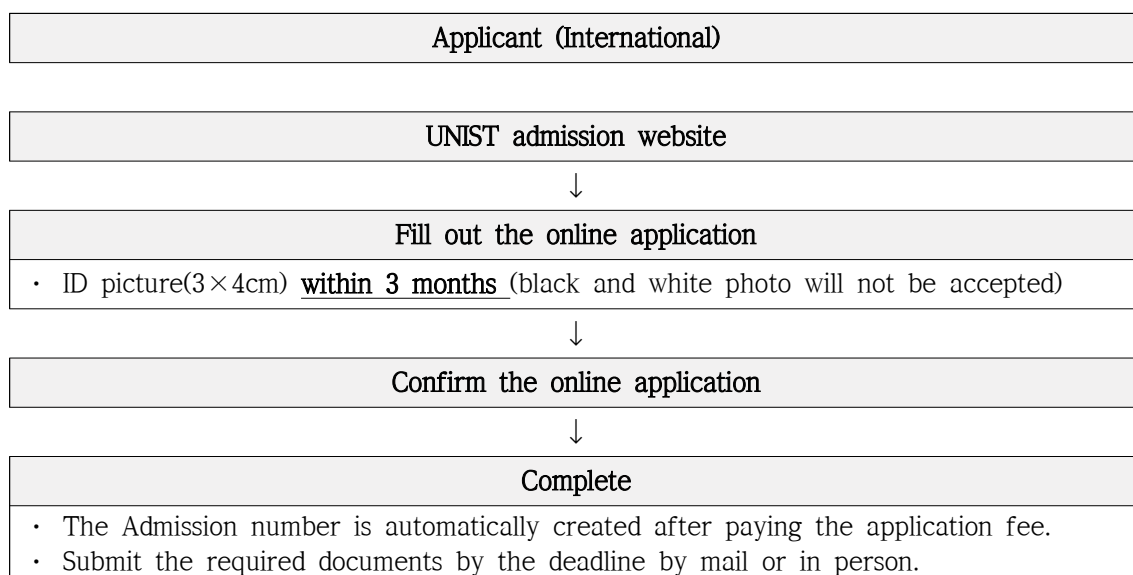 Applicant (International)
UNIST admission website
↓
Fill out the online application
· ID picture(3×4cm) within 3 months (black and white photo will not be accepted)
↓
Confirm the online application
↓
Complete
· The Admission number is automatically created after paying the application fee.
· Submit the required documents by the deadline by mail or in person.